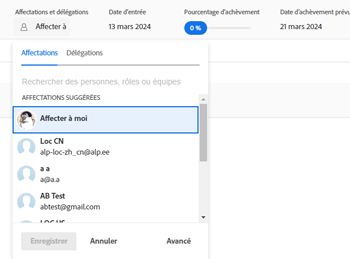 Affectations et délégations
Date d'entrée
Pourcentage d'achèvement
Date d'achèvement prévu
Affecter à
13 mars 2024
0 %
21 mars 2024
Affectations
Délégations
Rechercher des personnes, rôles ou équipes
AFFECTATIONS SUGGÉRÉES
Affecter à moi
Loc CN
alp-loc-zh_cn@alp.ee
a a
a@a.a
AB Test
abtest@gmail.com
Enregistrer
Annuler
Avancé